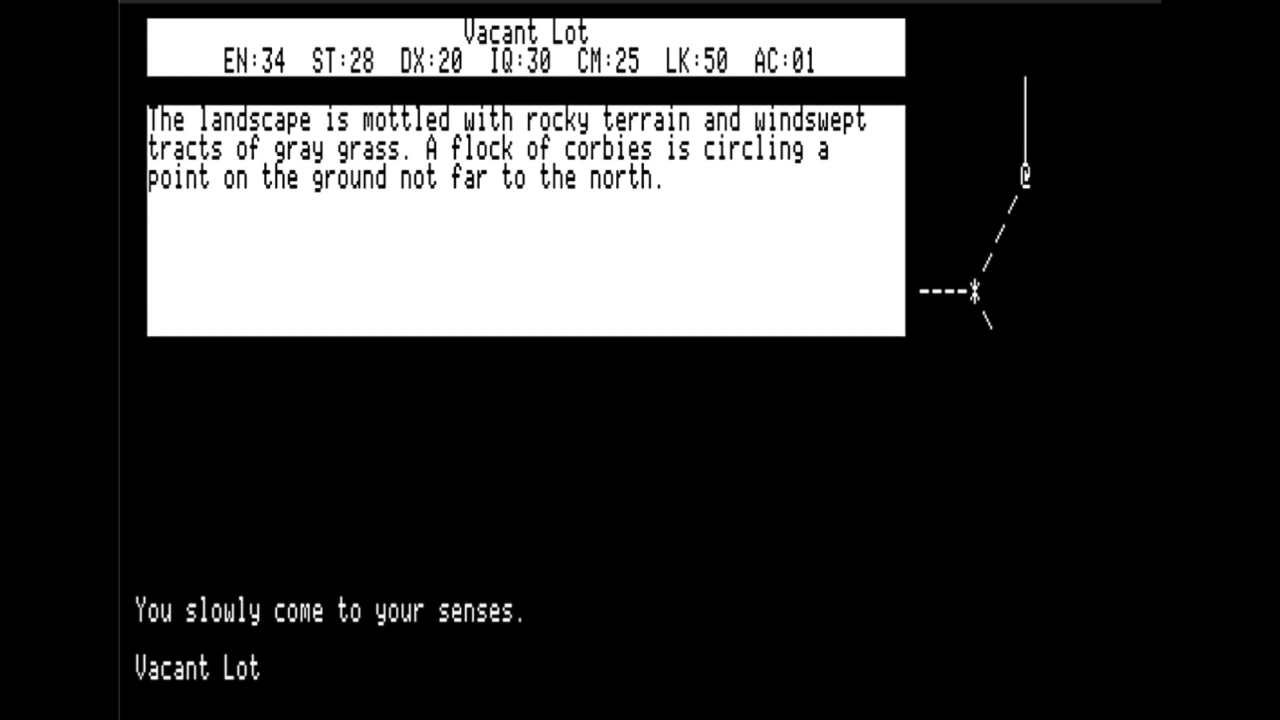 Vacant Lot
EN:34 ST:28 DX:20 IQ:30 CM:25 LK:50 AC:01
The landscape is mottled with rocky terrain and windswept
tracts of gray grass. A flock of corbies is circling a
point on the ground not far to the north.
@
----*
You slowly come to your senses.
Vacant Lot